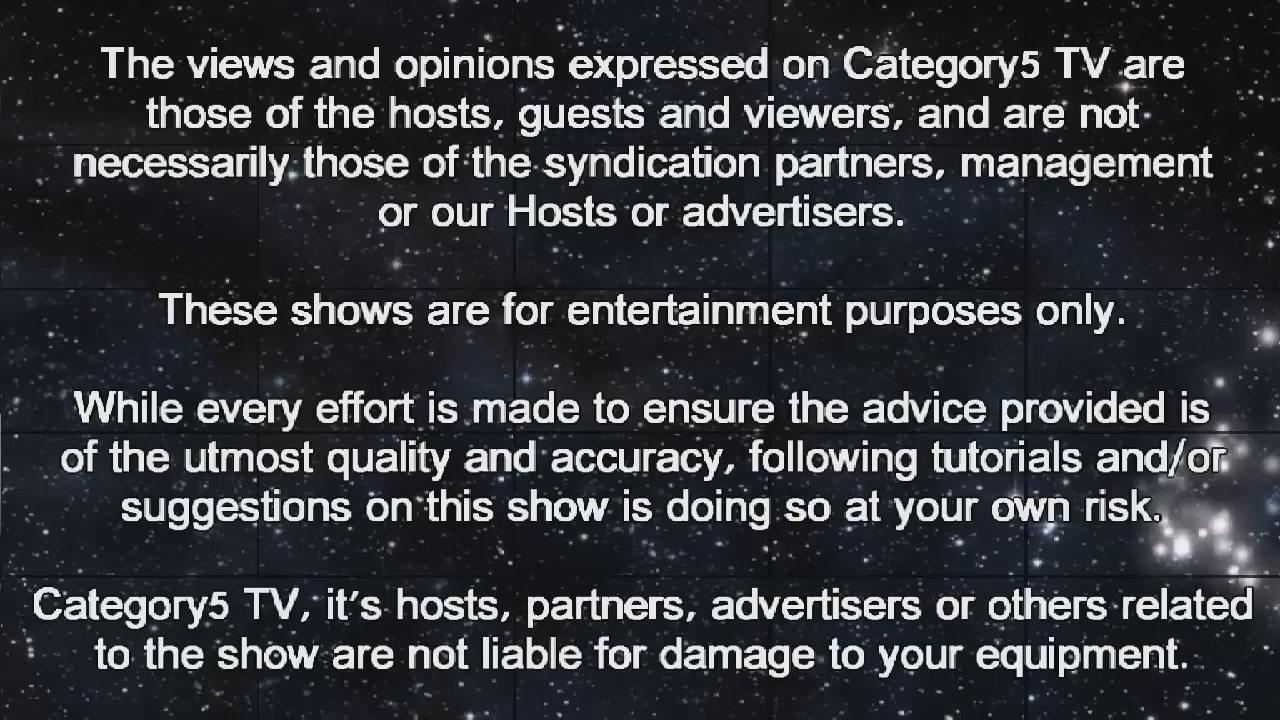 The views and opinions expressed on Category5 TV are
those of the hosts, guests and viewers, and are not
necessarily those of the syndication partners, management
or our Hosts or advertisers.
These shows are for entertainment purposes only.
While every effort is made to ensure the advice provided is
of the utmost quality and accuracy, following tutorials and/or
suggestions on this show is doing so at your own risk.
Category5 TV, it's hosts, partners, advertisers or others related
to the show are not liable for damage to your equipment.